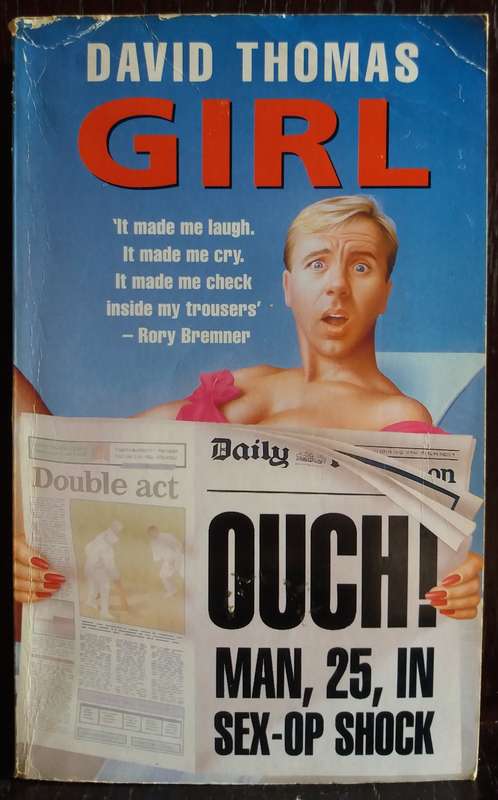 DAVID THOMAS
GIRL
'It made me laugh.
It made me cry.
It made me check
inside my trousers'
– Rory Bremner
Daily
on
Double act
OUCH!
MAN, 25, IN
SEX-OP SHOCK